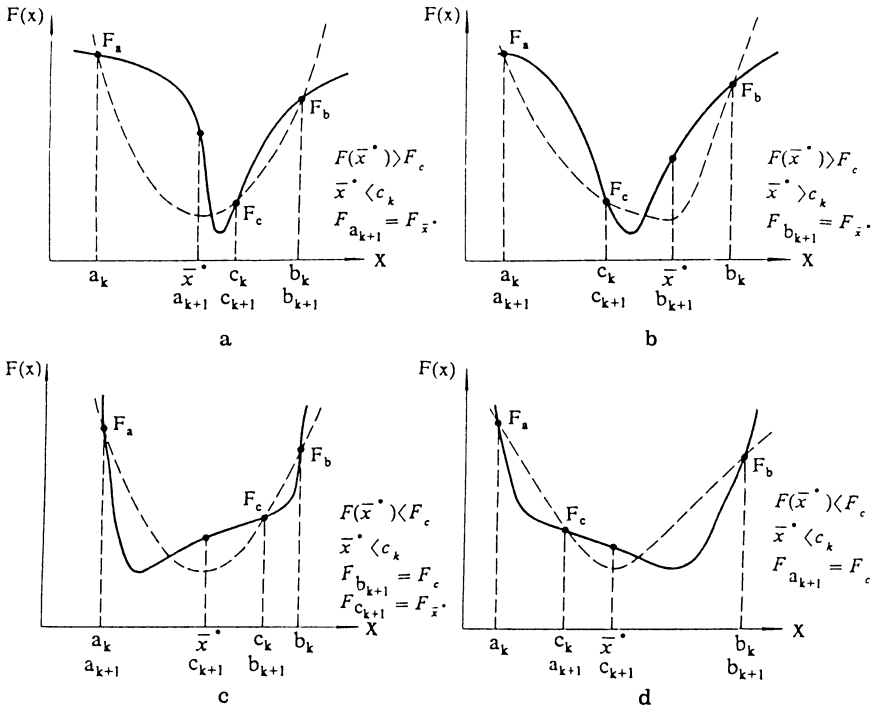 F(x)
F_a
F_b
F_c
F(x̄*)>F_c
x̄*<c_k
F_{a_{k+1}}=F_{x̄*}
a_k x̄* c_k b_k X
a_{k+1} c_{k+1} b_{k+1}
a
F(x)
F_a
F_b
F_c
F(x̄*)>F_c
x̄*>c_k
F_{b_{k+1}}=F_{x̄*}
a_k c_k x̄* b_k X
a_{k+1} c_{k+1} b_{k+1}
b
F(x)
F_a
F_b
F_c
F(x̄*)<F_c
x̄*<c_k
F_{b_{k+1}}=F_c
F_{c_{k+1}}=F_{x̄*}
a_k x̄* c_k b_k X
a_{k+1} c_{k+1} b_{k+1}
c
F(x)
F_a
F_b
F_c
F(x̄*)<F_c
x̄*<c_k
F_{a_{k+1}}=F_c
a_k c_k x̄* b_k X
a_{k+1} c_{k+1} b_{k+1}
d